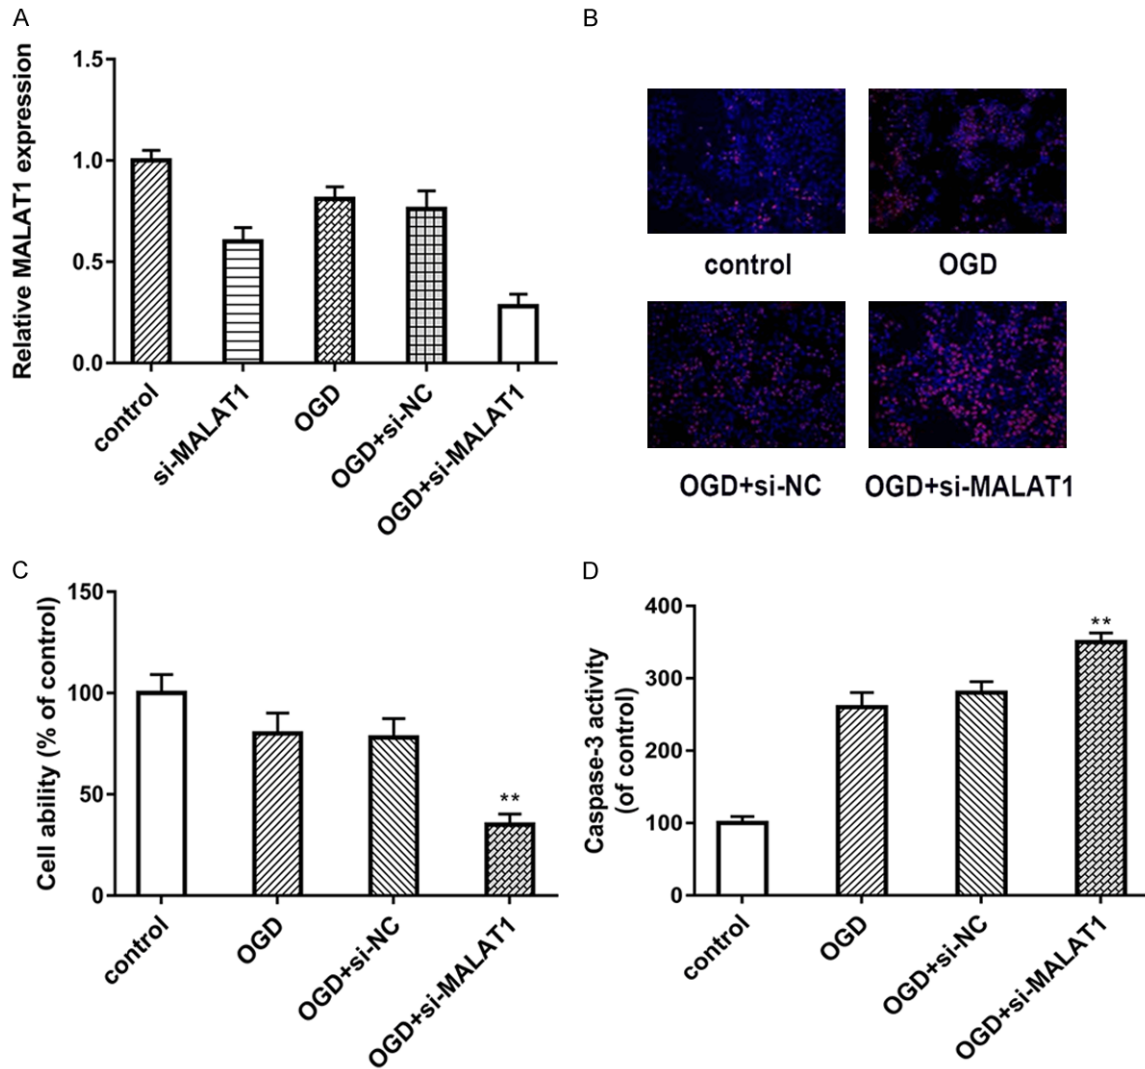 A
Relative MALAT1 expression
1.5
1.0
0.5
0.0
control
si-MALAT1
OGD
OGD+si-NC
OGD+si-MALAT1
B
control
OGD
OGD+si-NC
OGD+si-MALAT1
C
Cell ability (% of control)
150
100
50
0
**
control
OGD
OGD+si-NC
OGD+si-MALAT1
D
Caspase-3 activity
(of control)
400
300
200
100
0
**
control
OGD
OGD+si-NC
OGD+si-MALAT1